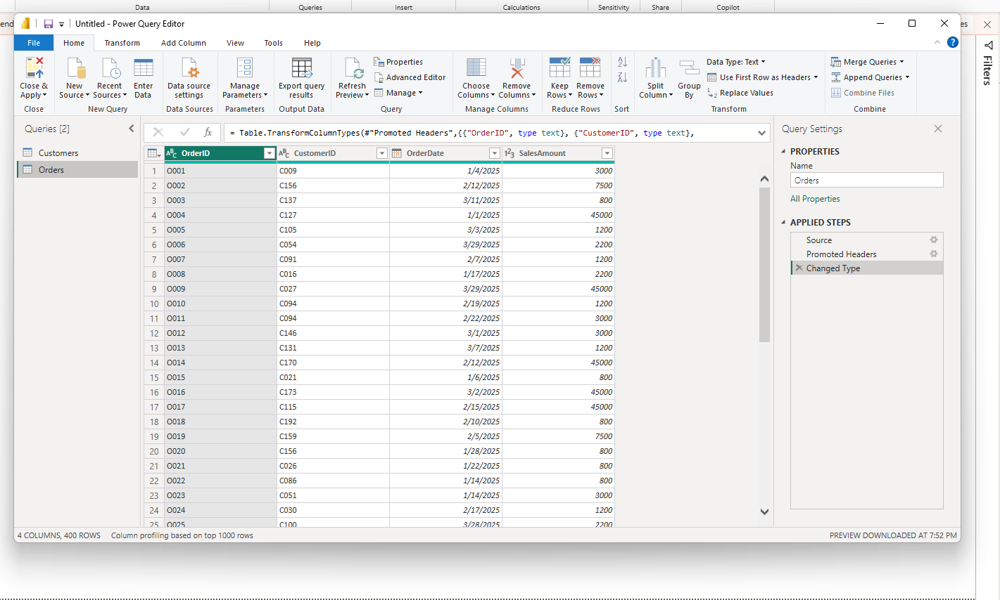 Data Queries Insert Calculations Sensitivity Share Copilot
Untitled - Power Query Editor
File Home Transform Add Column View Tools Help
Close & Apply
Close
New Source
Recent Sources
Enter Data
New Query
Data source settings
Data Sources
Manage Parameters
Parameters
Export query results
Output Data
Refresh Preview
Properties
Advanced Editor
Manage
Query
Choose Columns
Remove Columns
Manage Columns
Keep Rows
Remove Rows
Reduce Rows
Sort
Split Column
Group By
Data Type: Text
Use First Row as Headers
Replace Values
Transform
Merge Queries
Append Queries
Combine Files
Combine
Filters
Queries [2]
Customers
Orders
fx = Table.TransformColumnTypes(#"Promoted Headers",{{"OrderID", type text}, {"CustomerID", type text},
OrderID CustomerID OrderDate SalesAmount
1 O001 C009 1/4/2025 3000
2 O002 C156 2/12/2025 7500
3 O003 C137 3/11/2025 800
4 O004 C127 1/1/2025 45000
5 O005 C105 3/3/2025 1200
6 O006 C054 3/29/2025 2200
7 O007 C091 2/7/2025 1200
8 O008 C016 1/17/2025 2200
9 O009 C027 3/29/2025 45000
10 O010 C094 2/19/2025 1200
11 O011 C094 2/22/2025 3000
12 O012 C146 3/1/2025 3000
13 O013 C131 3/7/2025 1200
14 O014 C170 2/12/2025 45000
15 O015 C021 1/6/2025 800
16 O016 C173 3/2/2025 45000
17 O017 C115 2/15/2025 45000
18 O018 C192 2/10/2025 800
19 O019 C159 2/5/2025 7500
20 O020 C156 1/28/2025 800
21 O021 C026 1/22/2025 800
22 O022 C086 1/14/2025 800
23 O023 C051 1/14/2025 3000
24 O024 C030 2/17/2025 1200
25 O025 C100 3/28/2025 2200
Query Settings
PROPERTIES
Name
Orders
All Properties
APPLIED STEPS
Source
Promoted Headers
Changed Type
4 COLUMNS, 400 ROWS Column profiling based on top 1000 rows
PREVIEW DOWNLOADED AT 7:52 PM